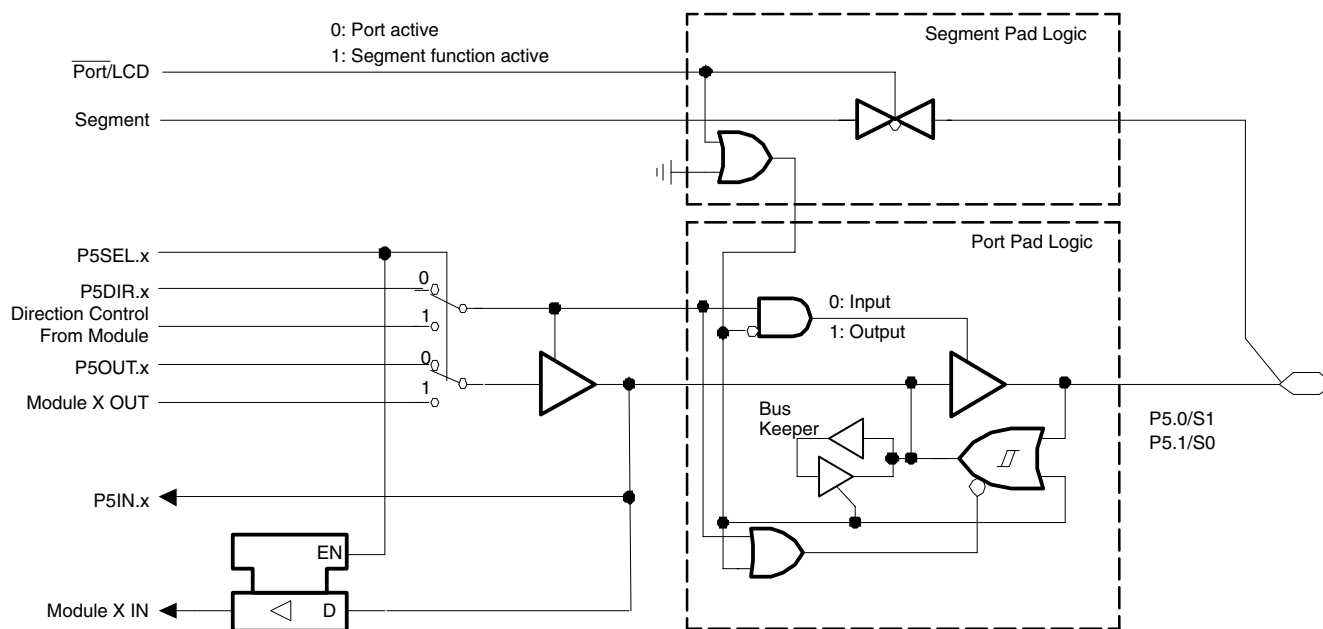 0: Port active
1: Segment function active
Segment Pad Logic
Port/LCD
Segment
Port Pad Logic
P5SEL.x
0
P5DIR.x
Direction Control
From Module
1
0: Input
1: Output
P5OUT.x
0
1
Module X OUT
Bus
Keeper
P5.0/S1
P5.1/S0
P5IN.x
EN
Module X IN
D